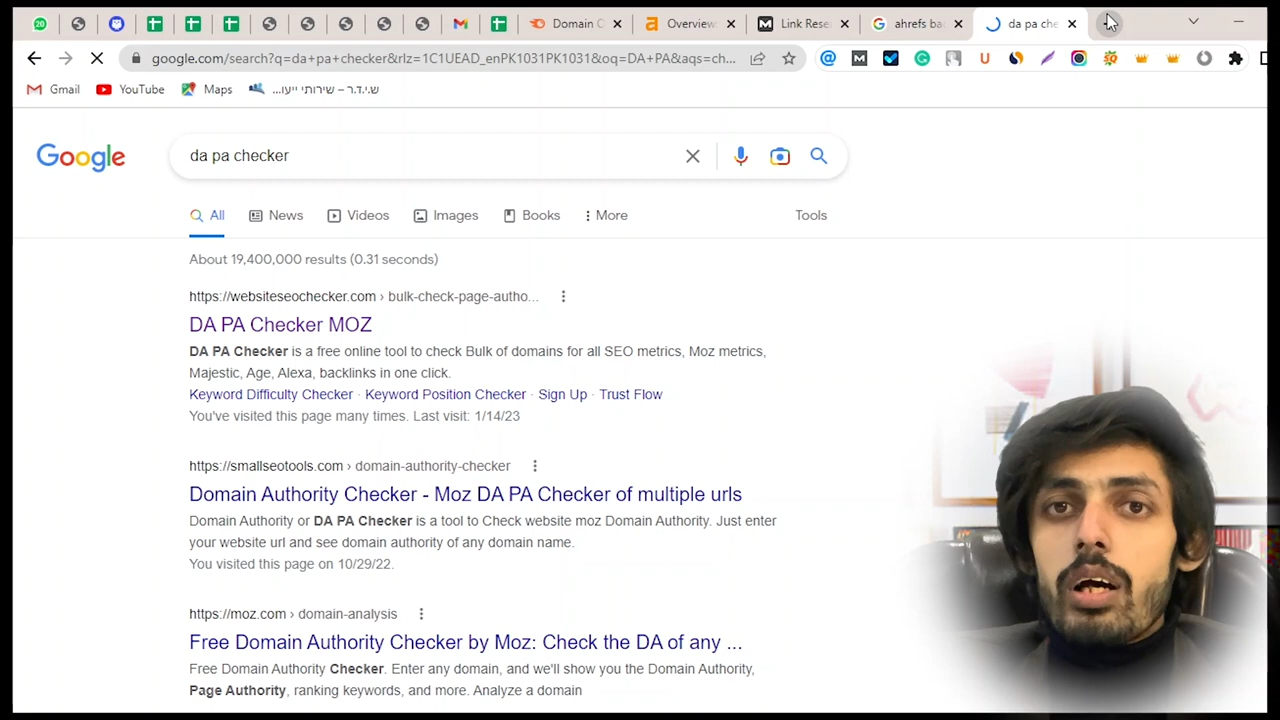 20
Domain C
Overview:
Link Rese
ahrefs ba
da pa che
google.com/search?q=da+pa+checker&rlz=1C1UEAD_enPK1031PK1031&oq=DA+PA&aqs=ch...
Gmail
YouTube
Maps
ש.י.ד.ר – שירותי ייעו...
Google
da pa checker
All
News
Videos
Images
Books
More
Tools
About 19,400,000 results (0.31 seconds)
https://websiteseochecker.com › bulk-check-page-autho...
DA PA Checker MOZ
DA PA Checker is a free online tool to check Bulk of domains for all SEO metrics, Moz metrics,
Majestic, Age, Alexa, backlinks in one click.
Keyword Difficulty Checker · Keyword Position Checker · Sign Up · Trust Flow
You've visited this page many times. Last visit: 1/14/23
https://smallseotools.com › domain-authority-checker
Domain Authority Checker - Moz DA PA Checker of multiple urls
Domain Authority or DA PA Checker is a tool to Check website moz Domain Authority. Just enter
your website url and see domain authority of any domain name.
You visited this page on 10/29/22.
https://moz.com › domain-analysis
Free Domain Authority Checker by Moz: Check the DA of any ...
Free Domain Authority Checker. Enter any domain, and we'll show you the Domain Authority,
Page Authority, ranking keywords, and more. Analyze a domain